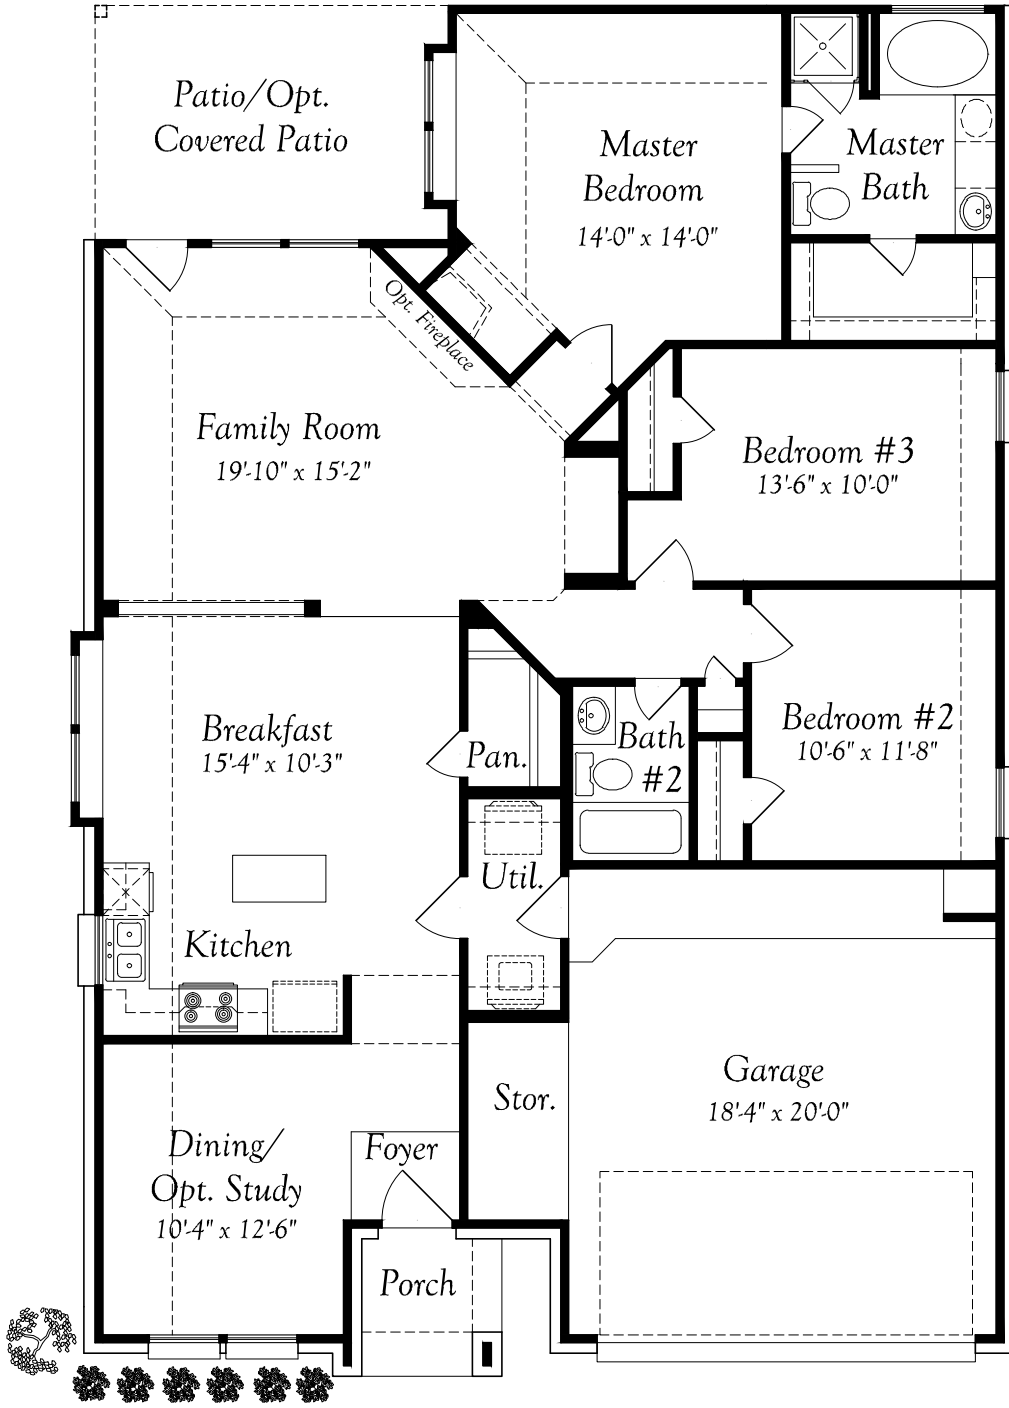 Patio/Opt.
Covered Patio
Master
Bedroom
14'-0" x 14'-0"
Master
Bath
Opt. Fireplace
Family Room
19'-10" x 15'-2"
Bedroom #3
13'-6" x 10'-0"
Breakfast
15'-4" x 10'-3"
Pan.
Bath
#2
Bedroom #2
10'-6" x 11'-8"
Util.
Kitchen
Stor.
Garage
18'-4" x 20'-0"
Dining/
Opt. Study
10'-4" x 12'-6"
Foyer
Porch